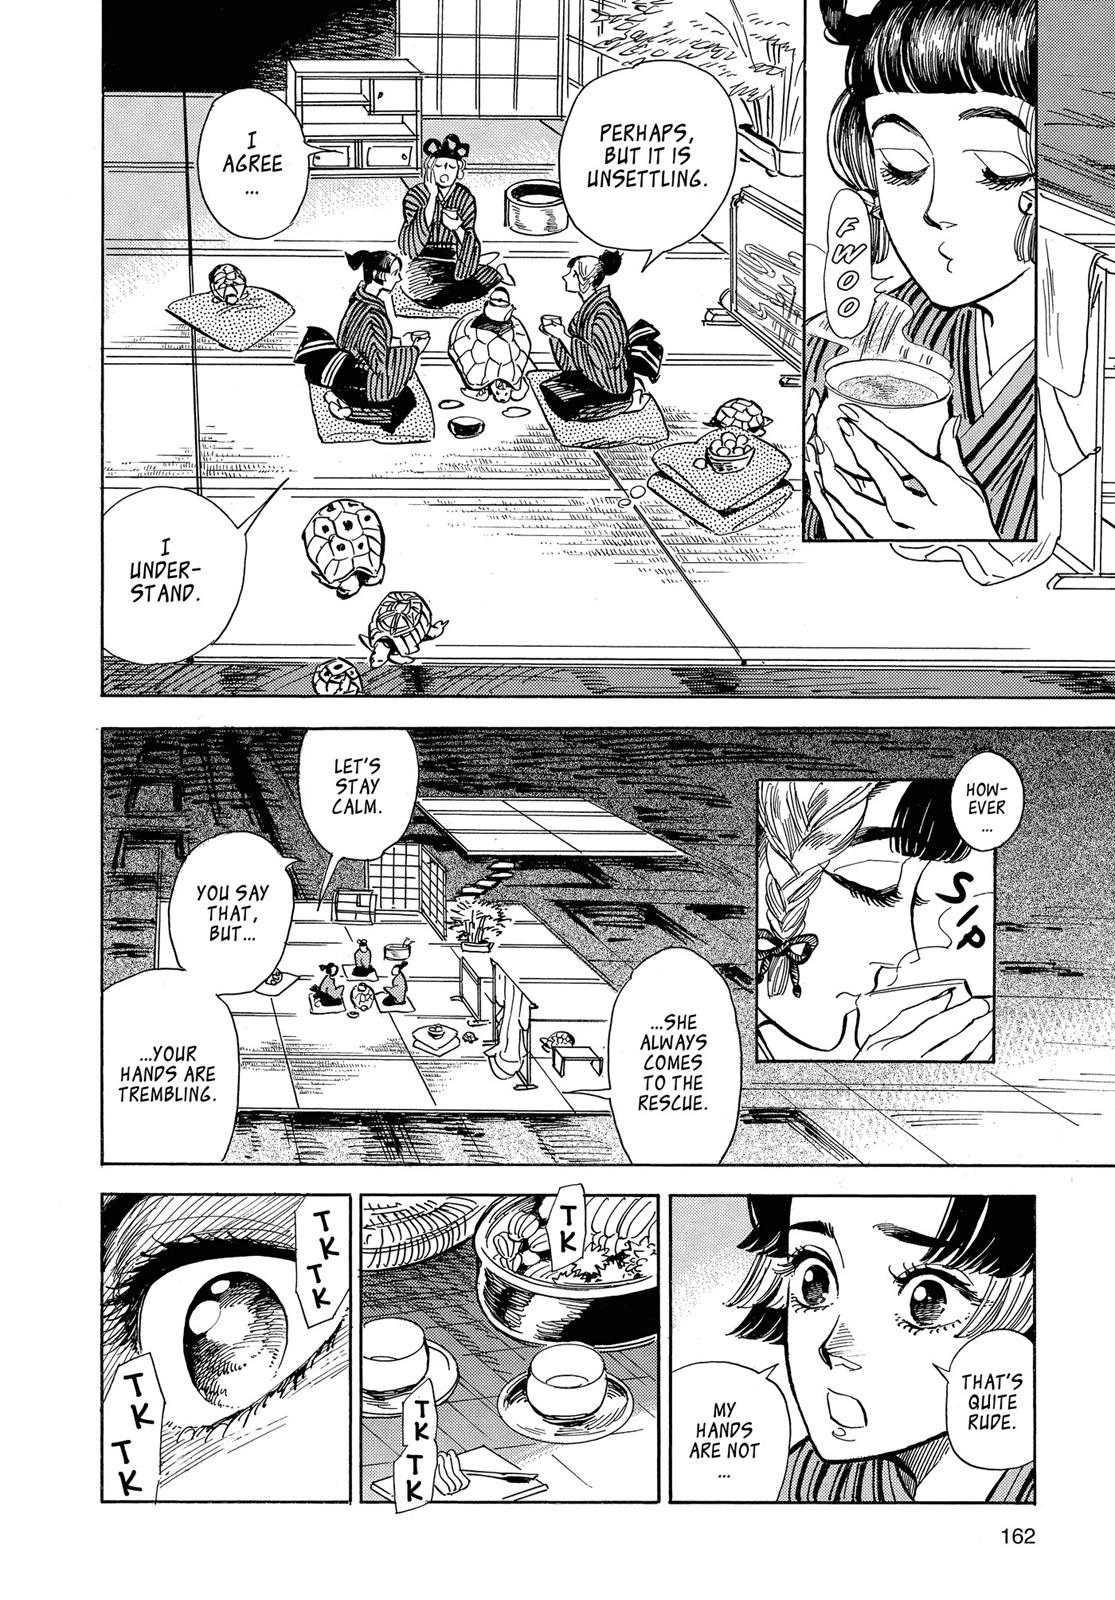 FWOO
PERHAPS,
BUT IT IS
UNSETTLING.
I
AGREE
...
I
UNDER-
STAND.
HOW-
EVER
...
SIP
...SHE
ALWAYS
COMES
TO THE
RESCUE.
LET'S
STAY
CALM.
YOU SAY
THAT,
BUT...
...YOUR
HANDS ARE
TREMBLING.
THAT'S
QUITE
RUDE.
MY
HANDS
ARE NOT
...
TK
TK
TK
TK
TK
TK
TK
162